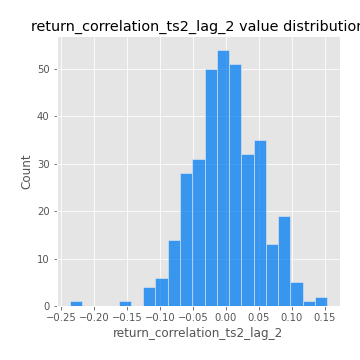 return_correlation_ts2_lag_2 value distribution
50
40
30
20
10
0
Count
−0.25 −0.20 −0.15 −0.10 −0.05 0.00 0.05 0.10 0.15
return_correlation_ts2_lag_2